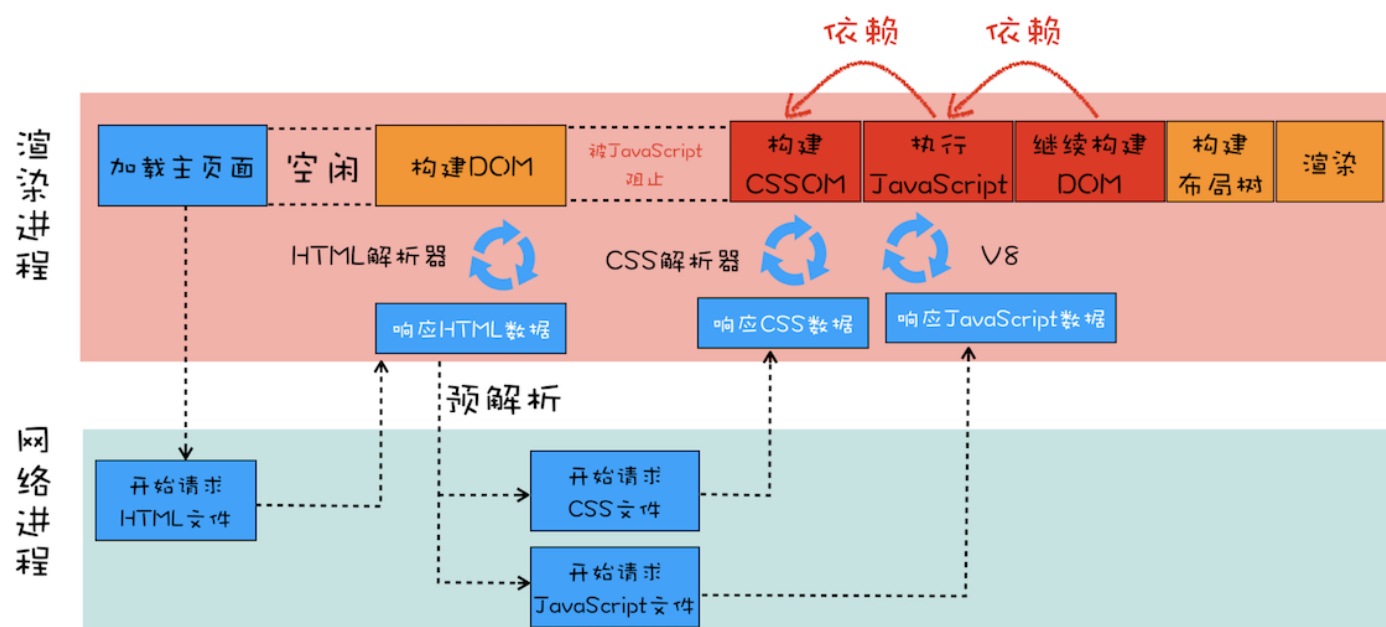 依赖
依赖
渲染进程
加载主页面
空闲
构建DOM
被JavaScript
阻止
构建
CSSOM
执行
JavaScript
继续构建
DOM
构建
布局树
渲染
HTML解析器
CSS解析器
V8
响应HTML数据
响应CSS数据
响应JavaScript数据
预解析
网络进程
开始请求
HTML文件
开始请求
CSS文件
开始请求
JavaScript文件